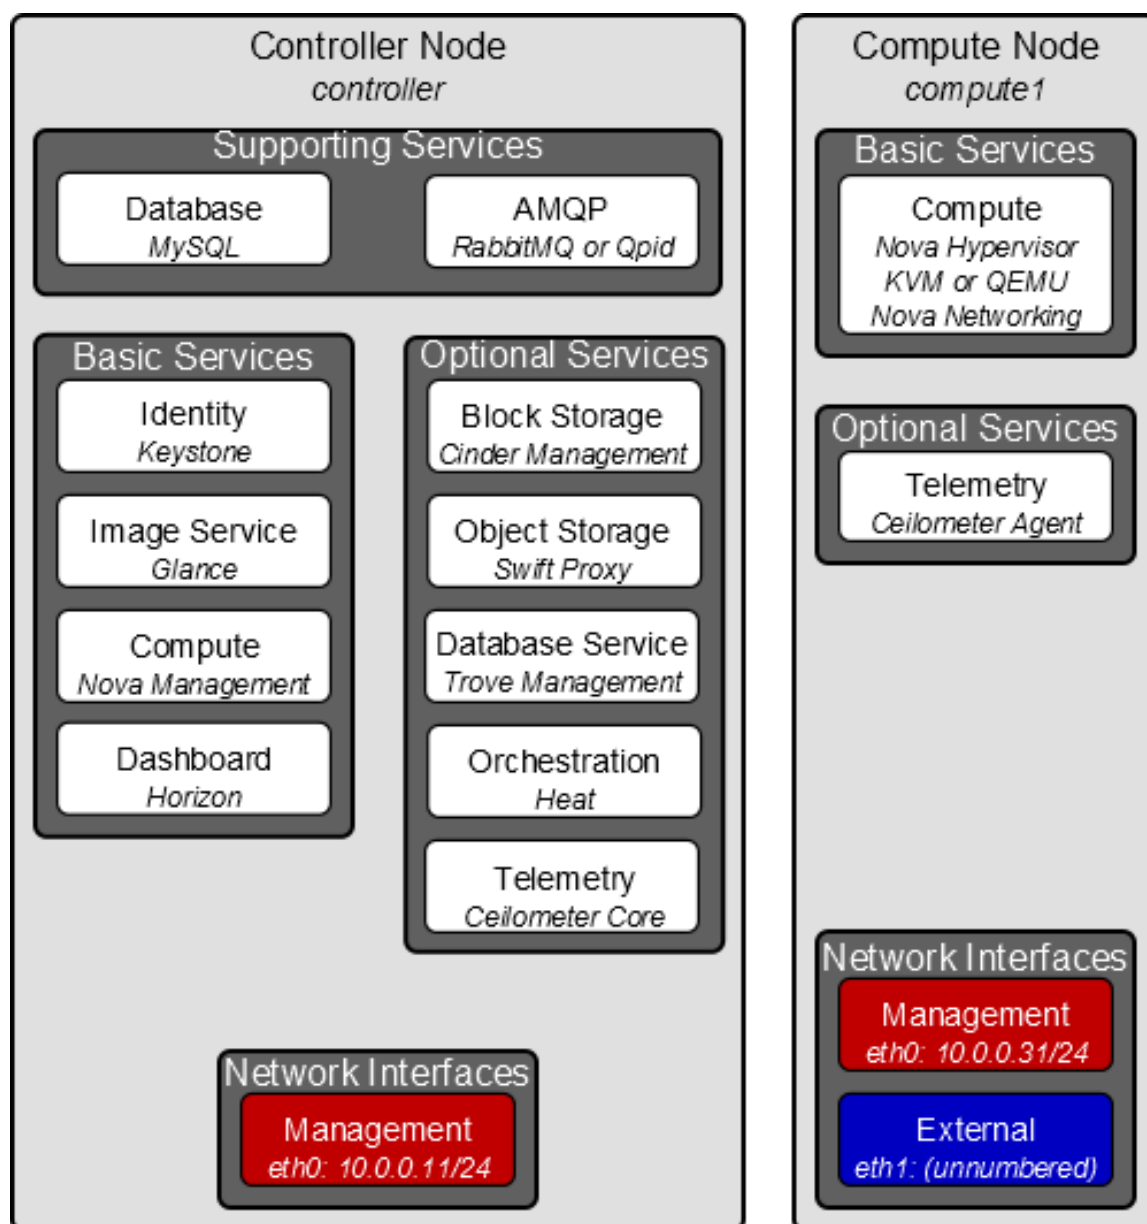 Controller Node
controller
Supporting Services
Database
MySQL
AMQP
RabbitMQ or Qpid
Basic Services
Identity
Keystone
Image Service
Glance
Compute
Nova Management
Dashboard
Horizon
Optional Services
Block Storage
Cinder Management
Object Storage
Swift Proxy
Database Service
Trove Management
Orchestration
Heat
Telemetry
Ceilometer Core
Network Interfaces
Management
eth0: 10.0.0.11/24
Compute Node
compute1
Basic Services
Compute
Nova Hypervisor
KVM or QEMU
Nova Networking
Optional Services
Telemetry
Ceilometer Agent
Network Interfaces
Management
eth0: 10.0.0.31/24
External
eth1: (unnumbered)